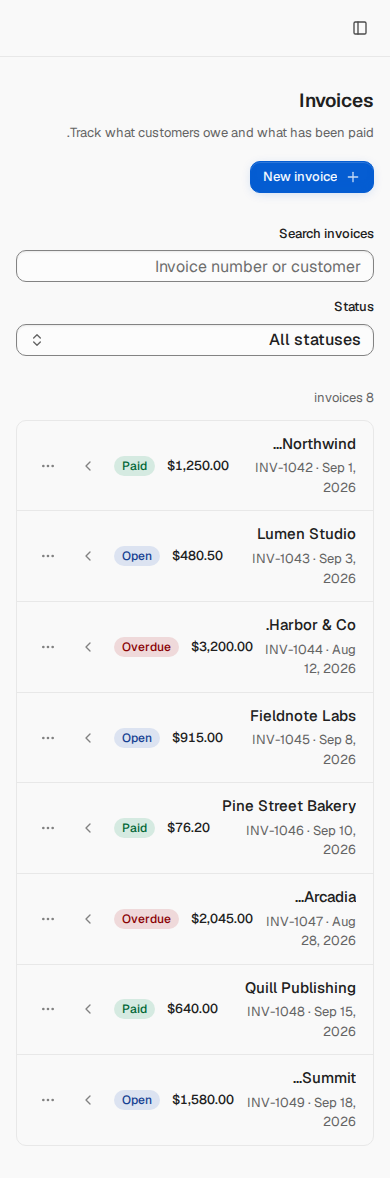 Invoices
.Track what customers owe and what has been paid
New invoice
Search invoices
Invoice number or customer
Status
All statuses
invoices 8
...Northwind
INV-1042 · Sep 1,
2026
$1,250.00
Paid
Lumen Studio
INV-1043 · Sep 3,
2026
$480.50
Open
.Harbor & Co
INV-1044 · Aug
12, 2026
$3,200.00
Overdue
Fieldnote Labs
INV-1045 · Sep 8,
2026
$915.00
Open
Pine Street Bakery
INV-1046 · Sep 10,
2026
$76.20
Paid
...Arcadia
INV-1047 · Aug
28, 2026
$2,045.00
Overdue
Quill Publishing
INV-1048 · Sep 15,
2026
$640.00
Paid
...Summit
INV-1049 · Sep 18,
2026
$1,580.00
Open